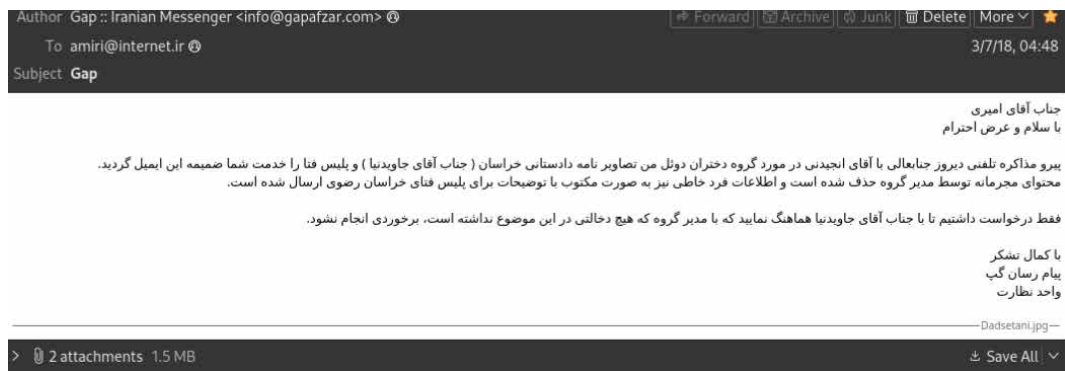 Author Gap :: Iranian Messenger <info@gapafzar.com>
Forward Archive Junk Delete More
To amiri@internet.ir
3/7/18, 04:48
Subject Gap
جناب آقای امیری
با سلام و عرض احترام
پیرو مذاکره تلفنی دیروز جنابعالی با آقای انجیدنی در مورد گروه دختران دوئل من تصاویر نامه دادستانی خراسان ( جناب آقای جاویدنیا ) و پلیس فتا را خدمت شما ضمیمه این ایمیل گردید.
محتوای مجرمانه توسط مدیر گروه حذف شده است و اطلاعات فرد خاطی نیز به صورت مکتوب با توضیحات برای پلیس فتای خراسان رضوی ارسال شده است.
فقط درخواست داشتیم تا با جناب آقای جاویدنیا هماهنگ نمایید که با مدیر گروه که هیچ دخالتی در این موضوع نداشته است، برخوردی انجام نشود.
با کمال تشکر
پیام رسان گپ
واحد نظارت
Dadsetani.jpg
2 attachments 1.5 MB
Save All